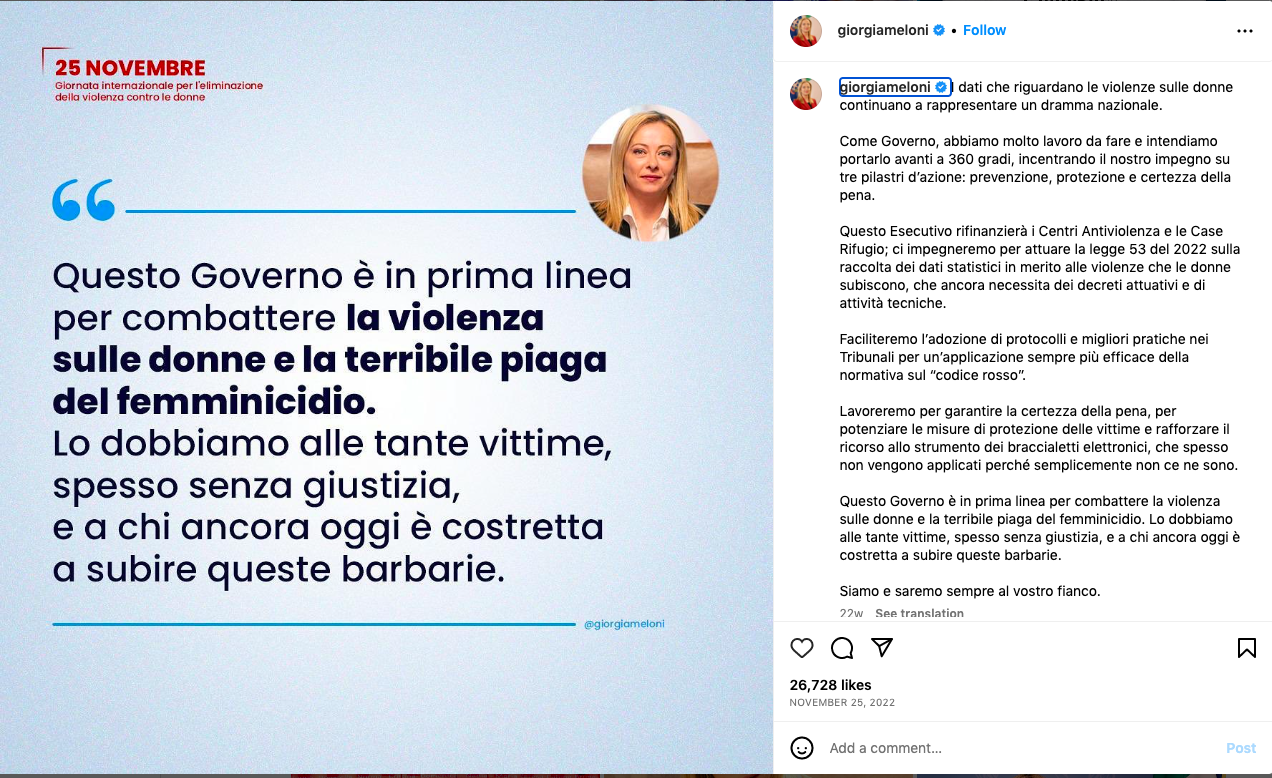 25 NOVEMBRE
Giornata internazionale per l'eliminazione
della violenza contro le donne
Questo Governo è in prima linea
per combattere la violenza
sulle donne e la terribile piaga
del femminicidio.
Lo dobbiamo alle tante vittime,
spesso senza giustizia,
e a chi ancora oggi è costretta
a subire queste barbarie.
@giorgiameloni
giorgiameloni • Follow
giorgiameloni I dati che riguardano le violenze sulle donne
continuano a rappresentare un dramma nazionale.
Come Governo, abbiamo molto lavoro da fare e intendiamo
portarlo avanti a 360 gradi, incentrando il nostro impegno su
tre pilastri d'azione: prevenzione, protezione e certezza della
pena.
Questo Esecutivo rifinanzierà i Centri Antiviolenza e le Case
Rifugio; ci impegneremo per attuare la legge 53 del 2022 sulla
raccolta dei dati statistici in merito alle violenze che le donne
subiscono, che ancora necessita dei decreti attuativi e di
attività tecniche.
Faciliteremo l'adozione di protocolli e migliori pratiche nei
Tribunali per un'applicazione sempre più efficace della
normativa sul “codice rosso”.
Lavoreremo per garantire la certezza della pena, per
potenziare le misure di protezione delle vittime e rafforzare il
ricorso allo strumento dei braccialetti elettronici, che spesso
non vengono applicati perché semplicemente non ce ne sono.
Questo Governo è in prima linea per combattere la violenza
sulle donne e la terribile piaga del femminicidio. Lo dobbiamo
alle tante vittime, spesso senza giustizia, e a chi ancora oggi è
costretta a subire queste barbarie.
Siamo e saremo sempre al vostro fianco.
22w See translation
26,728 likes
NOVEMBER 25, 2022
Add a comment...
Post